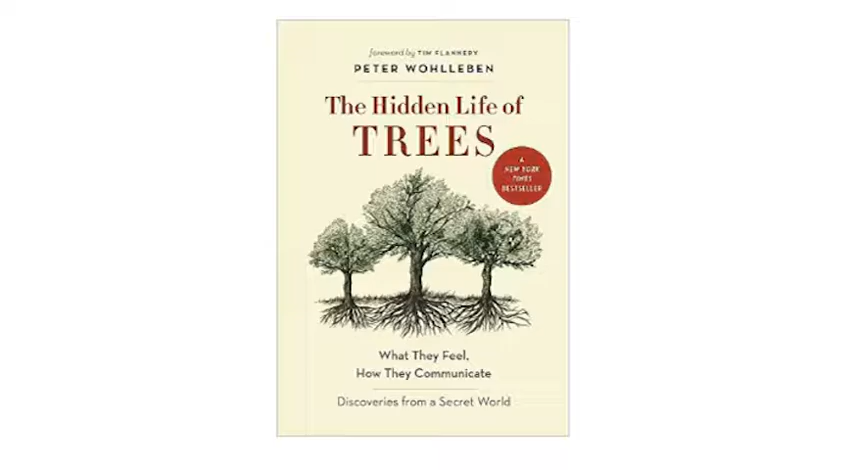 foreword by TIM FLANNERY
PETER WOHLLEBEN
The Hidden Life of
TREES
A
NEW YORK
TIMES
BESTSELLER
What They Feel,
How They Communicate
Discoveries from a Secret World